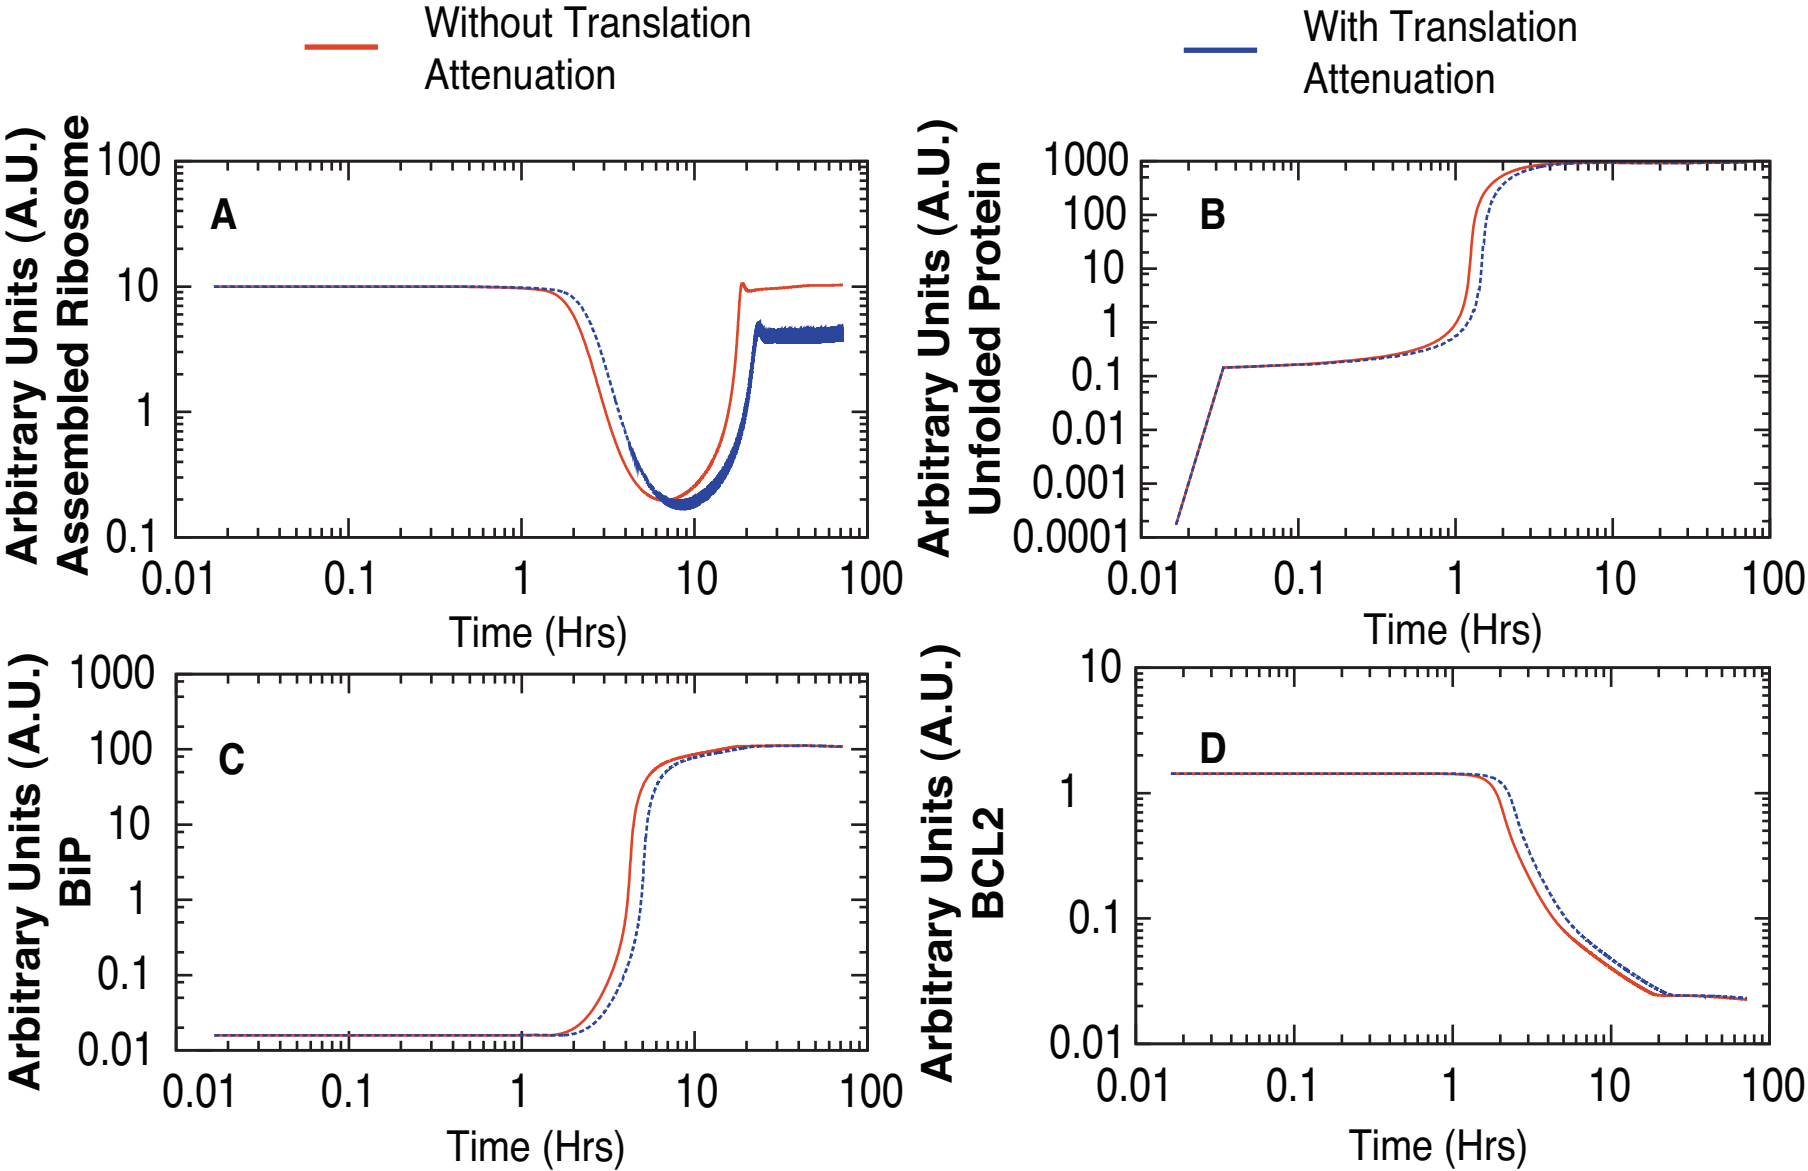 Without Translation
Attenuation
With Translation
Attenuation
Arbitrary Units (A.U.)
Assembled Ribosome
100
10
1
0.1
A
0.01
0.1
1
10
100
Time (Hrs)
Arbitrary Units (A.U.)
Unfolded Protein
1000
100
10
1
0.1
0.01
0.001
0.0001
B
0.01
0.1
1
10
100
Time (Hrs)
Arbitrary Units (A.U.)
BiP
1000
100
10
1
0.1
0.01
C
0.01
0.1
1
10
100
Time (Hrs)
Arbitrary Units (A.U.)
BCL2
10
1
0.1
0.01
D
0.01
0.1
1
10
100
Time (Hrs)